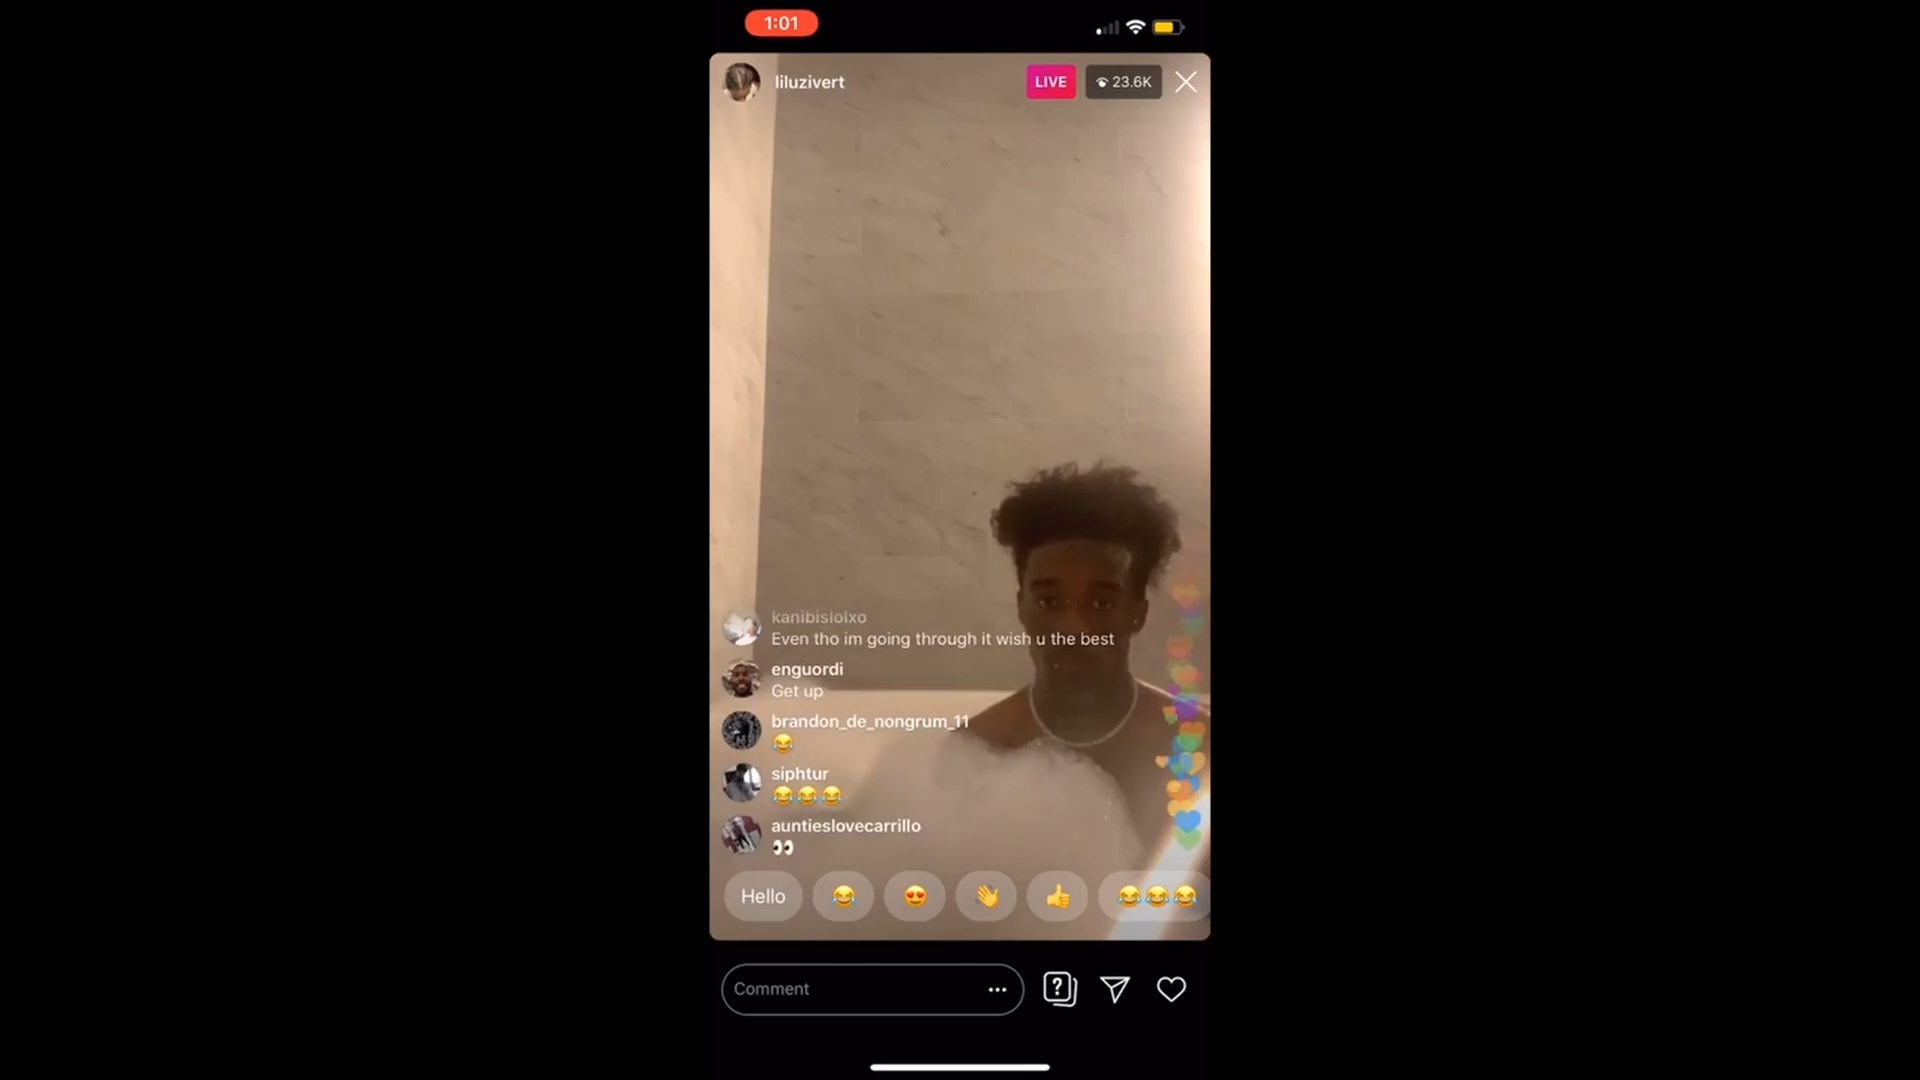 1:01
liluzivert
LIVE
23.6K
kanibislolxo
Even tho im going through it wish u the best
enguordi
Get up
brandon_de_nongrum_11
😂
siphtur
😂😂😂
auntieslovecarrillo
👀
Hello 😂 😍 👋 👍 😂😂😂
Comment